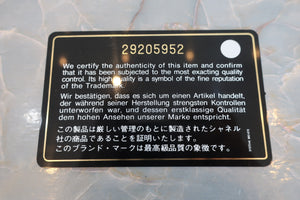 29205952
We certify the authenticity of this item and confirm
that it has been subjected to the most exacting quality
control. Its high quality is a symbol of the fine reputation
of the Trademark.
Wir bestätigen, dass es sich um einen Artikel handelt,
der während seiner Herstellung strengsten Kontrollen
unterworfen war, und dessen erstklassige Qualität
dem hohen Ansehen unserer Marke entspricht.
この製品は厳しい管理のもとに製造されたシャネル
社の商品であることを証明いたします。
このブランド・マークは最高級品質の象徴です。